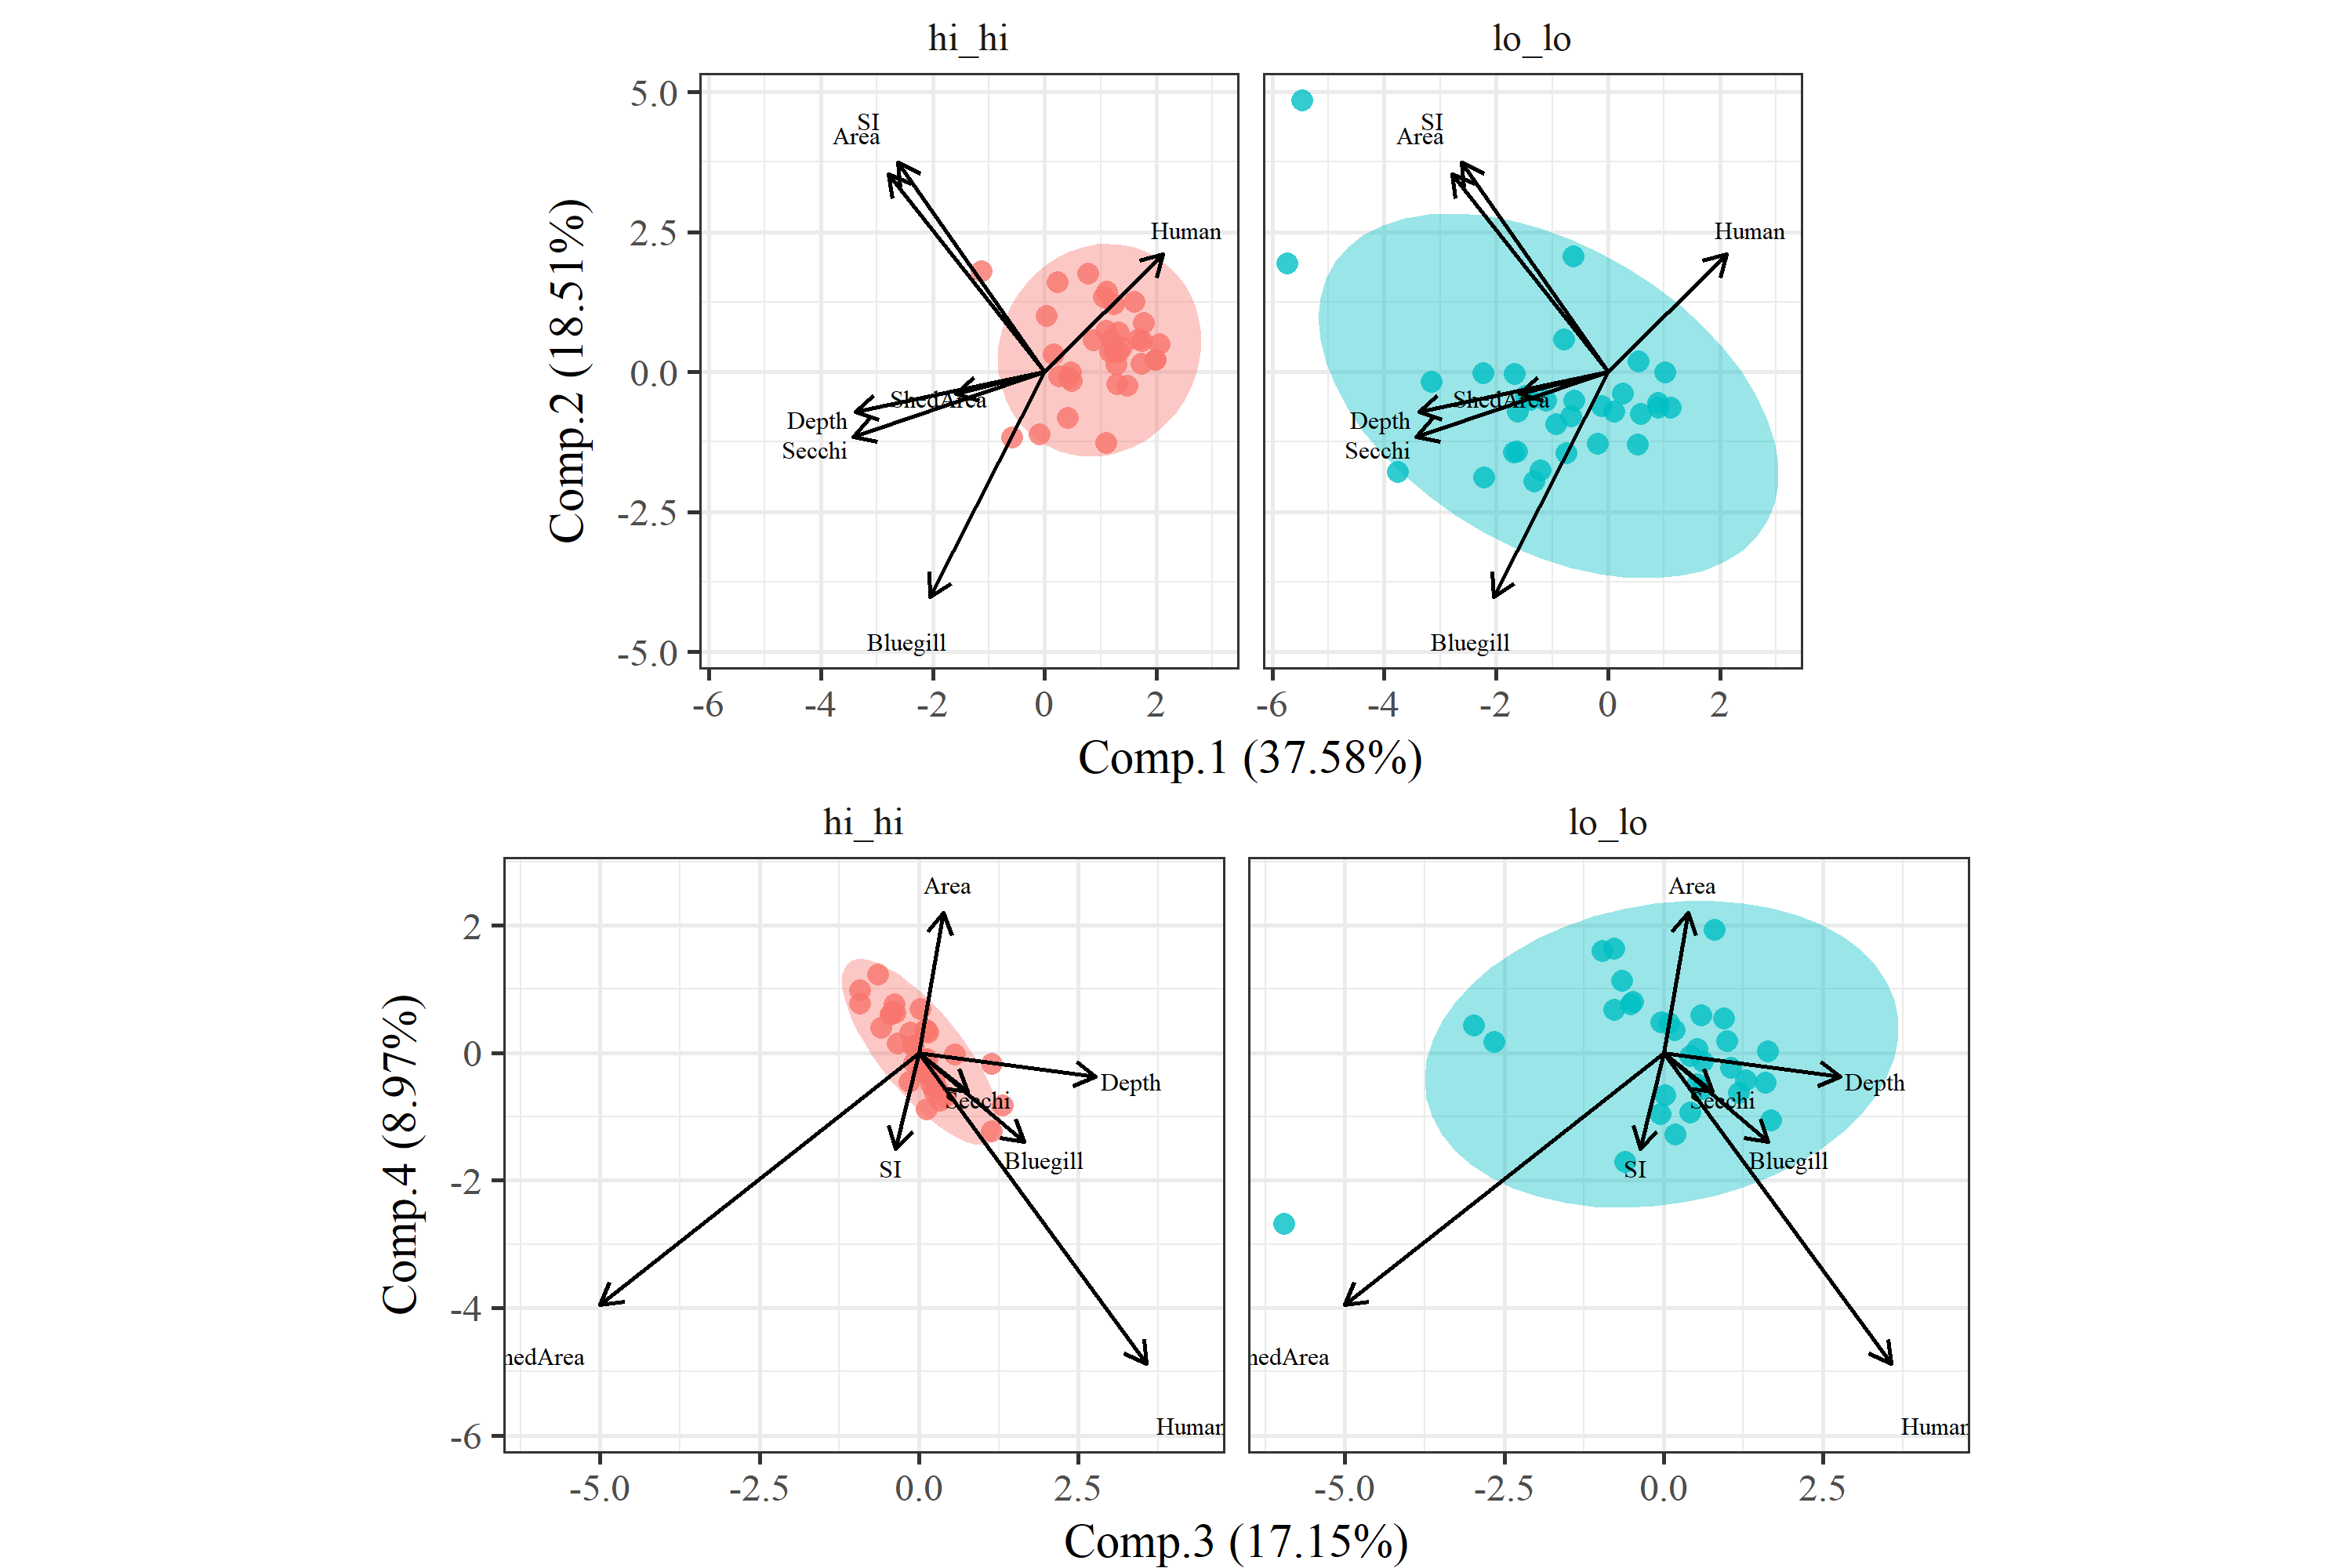 hi_hi
lo_lo
5.0
2.5
0.0
-2.5
-5.0
Comp.2 (18.51%)
SI
Area
Human
ShedArea
Depth
Secchi
Bluegill
SI
Area
Human
ShedArea
Depth
Secchi
Bluegill
-6
-4
-2
0
2
-6
-4
-2
0
2
Comp.1 (37.58%)
hi_hi
lo_lo
2
0
-2
-4
-6
Comp.4 (8.97%)
Area
Depth
Secchi
Bluegill
SI
hedArea
Human
Area
Depth
Secchi
Bluegill
SI
hedArea
Human
-5.0
-2.5
0.0
2.5
-5.0
-2.5
0.0
2.5
Comp.3 (17.15%)